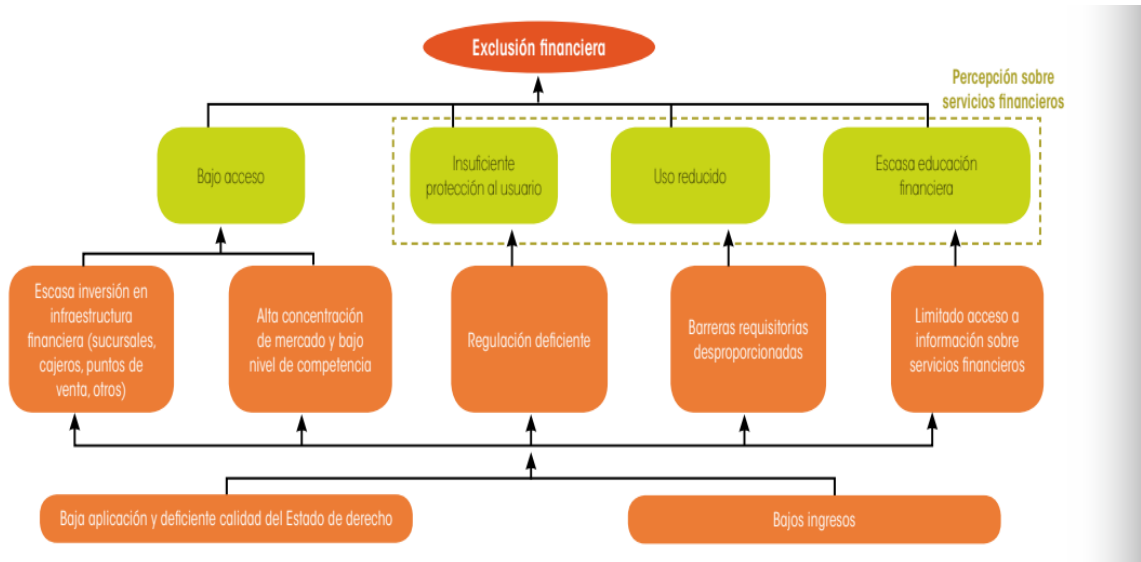 Exclusión financiera
Percepción sobre
servicios financieros
Bajo acceso
Insuficiente
protección al usuario
Uso reducido
Escasa educación
financiera
Escasa inversión en
infraestructura
financiera (sucursales,
cajeros, puntos de
venta, otros)
Alta concentración
de mercado y bajo
nivel de competencia
Regulación deficiente
Barreras requisitorias
desproporcionadas
Limitado acceso a
información sobre
servicios financieros
Baja aplicación y deficiente calidad del Estado de derecho
Bajos ingresos